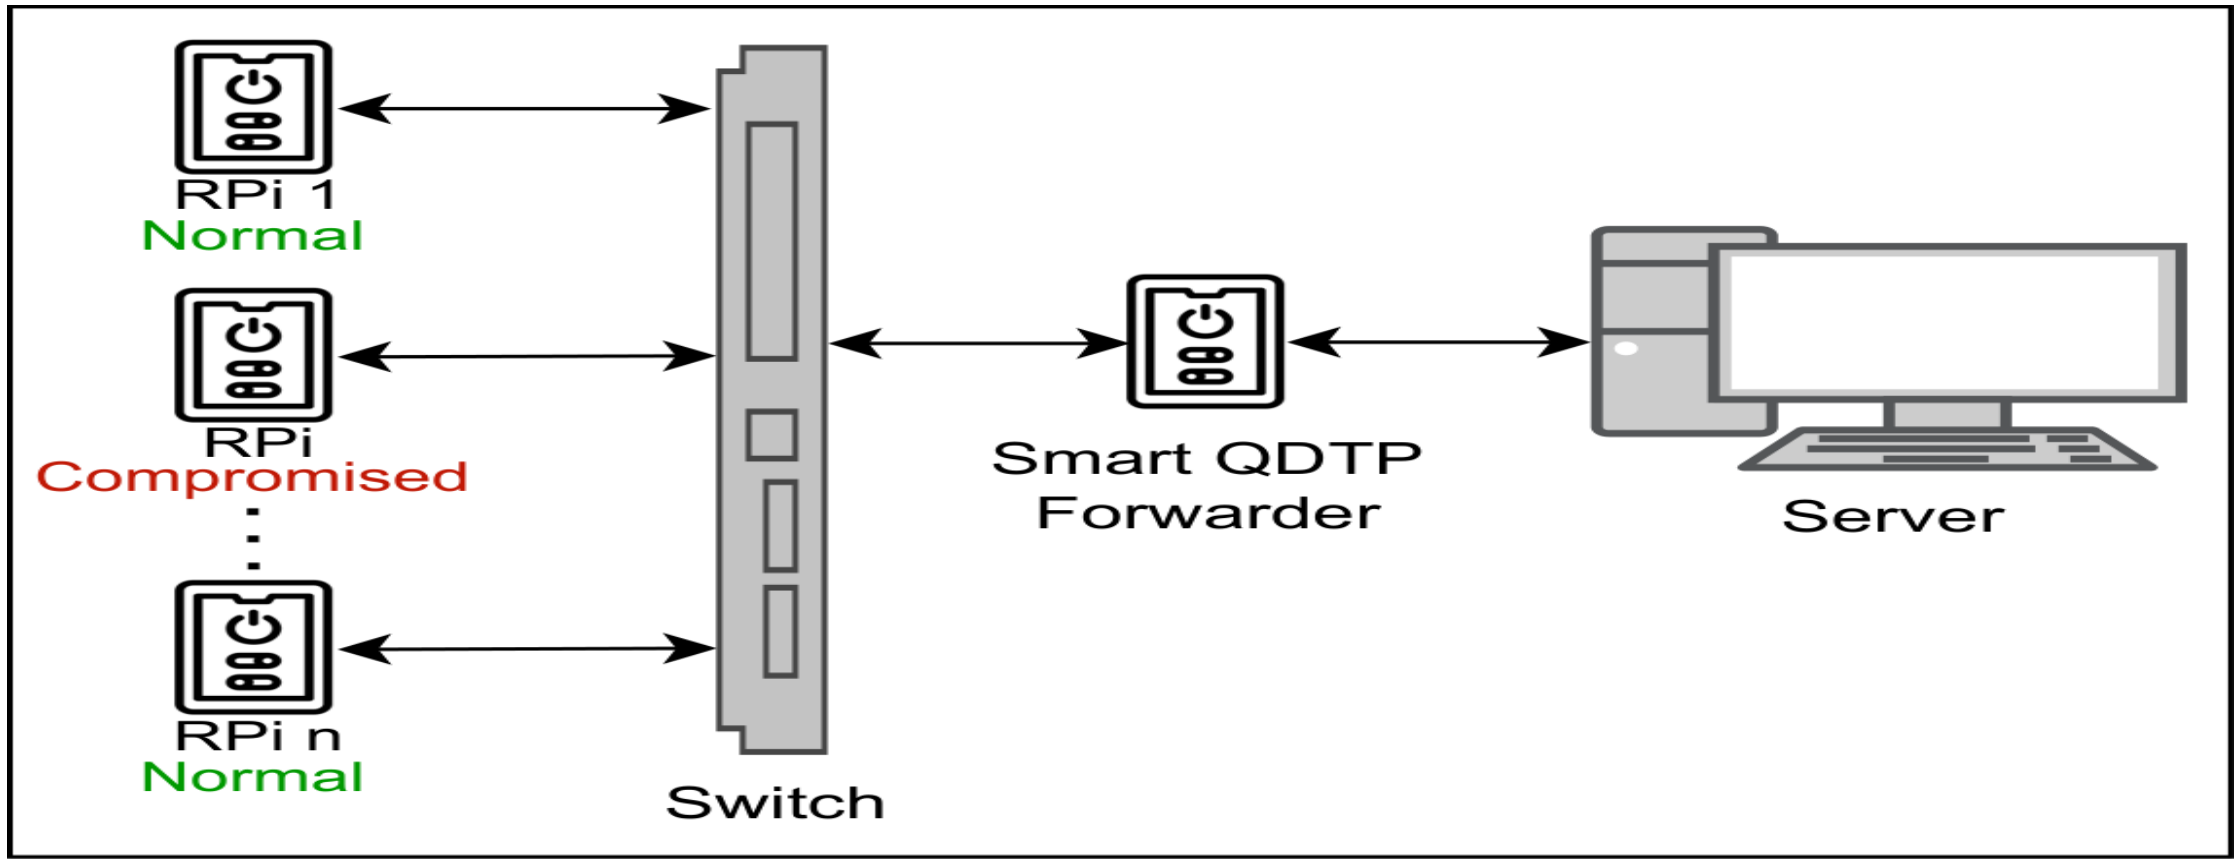 RPi 1
Normal
RPi
Compromised
RPi n
Normal
Switch
Smart QDTP
Forwarder
Server